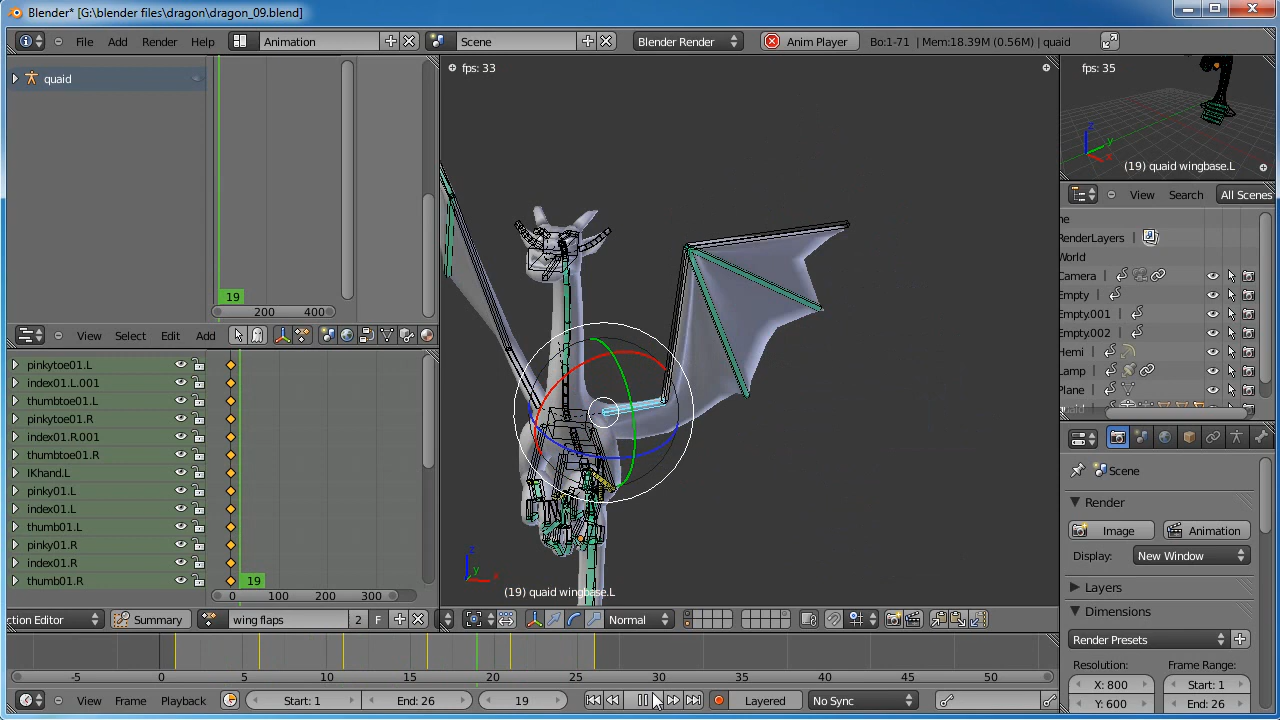 Blender* [G:\blender files\dragon\dragon_09.blend]
File Add Render Help Animation Scene Blender Render Anim Player Bo:1-71 | Mem:18.39M (0.56M) | quaid
quaid
19
200 400
View Select Edit Add
pinkytoe01.L
index01.L.001
thumbtoe01.L
pinkytoe01.R
index01.R.001
thumbtoe01.R
IKhand.L
pinky01.L
index01.L
thumb01.L
pinky01.R
index01.R
thumb01.R
19
0 100 200 300
ction Editor Summary wing flaps 2 F
fps: 33
z
y
x
(19) quaid wingbase.L
Normal
fps: 35
z
y
x
(19) quaid wingbase.L
View Search All Scenes
ne
RenderLayers
World
Camera
Empty
Empty.001
Empty.002
Hemi
Lamp
Plane
Scene
Render
Image Animation
Display: New Window
Layers
Dimensions
Render Presets
Resolution: Frame Range:
X: 800 Start: 1
Y: 600 End: 26
-5 0 5 10 15 20 25 30 35 40 45 50
View Frame Playback Start: 1 End: 26 19 Layered No Sync